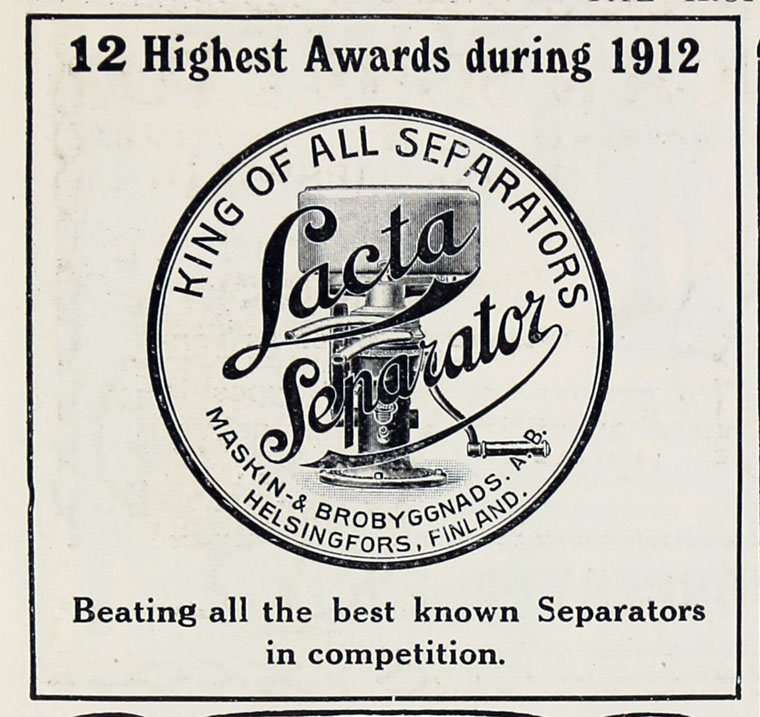 12 Highest Awards during 1912
KING OF ALL SEPARATORS
Lacta
Separator
MASKIN-& BROBYGGNADS. A.B.
HELSINGFORS, FINLAND.
Beating all the best known Separators
in competition.